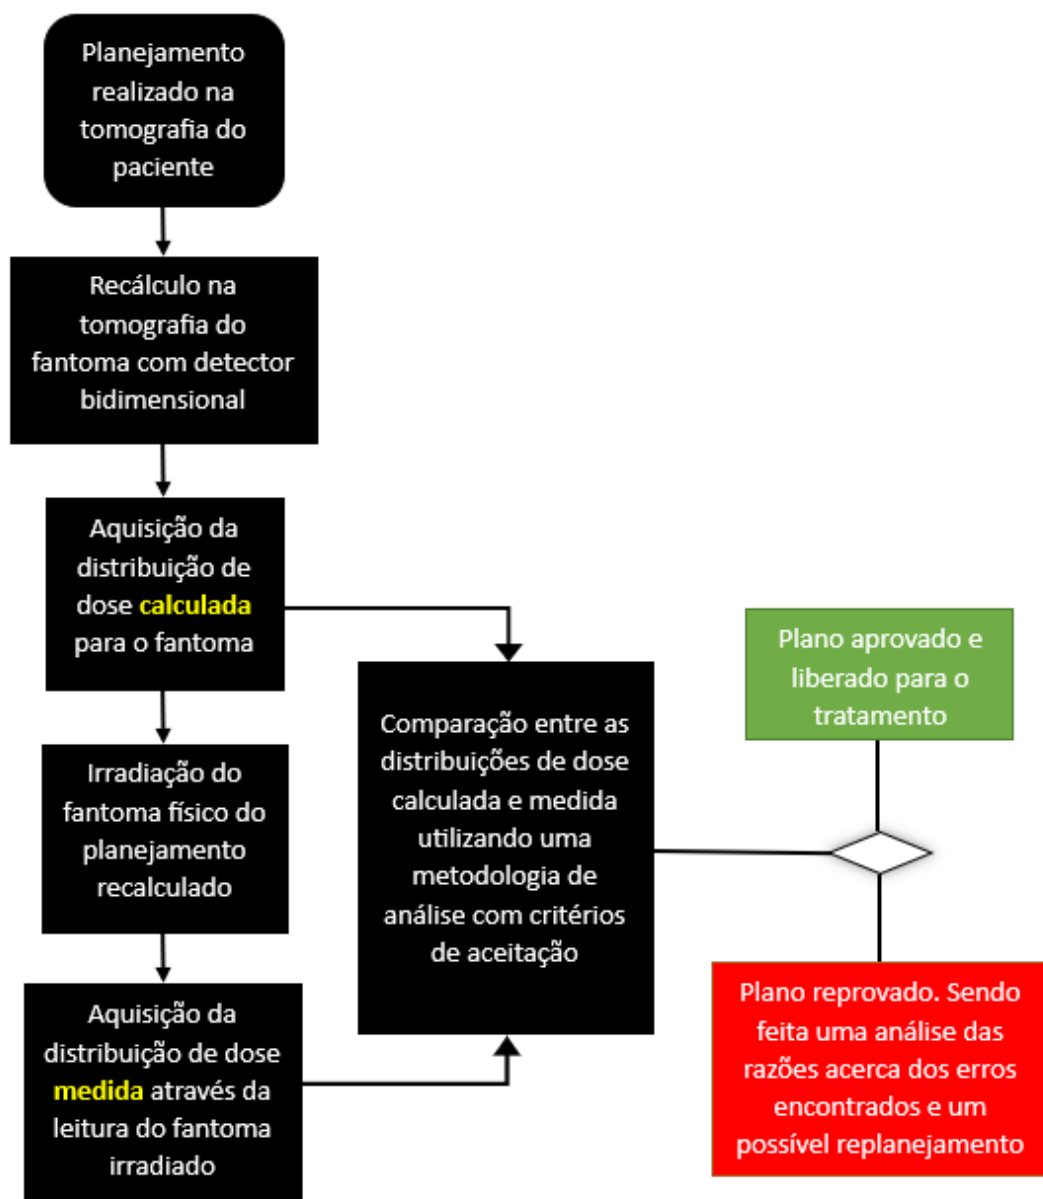 Planejamento
realizado na
tomografia do
paciente
Recálculo na
tomografia do
fantoma com detector
bidimensional
Aquisição da
distribuição de
dose calculada
para o fantoma
Irradiação do
fantoma físico do
planejamento
recalculado
Aquisição da
distribuição de dose
medida através da
leitura do fantoma
irradiado
Comparação entre as
distribuições de dose
calculada e medida
utilizando uma
metodologia de
análise com critérios
de aceitação
Plano aprovado e
liberado para o
tratamento
Plano reprovado. Sendo
feita uma análise das
razões acerca dos erros
encontrados e um
possível replanejamento